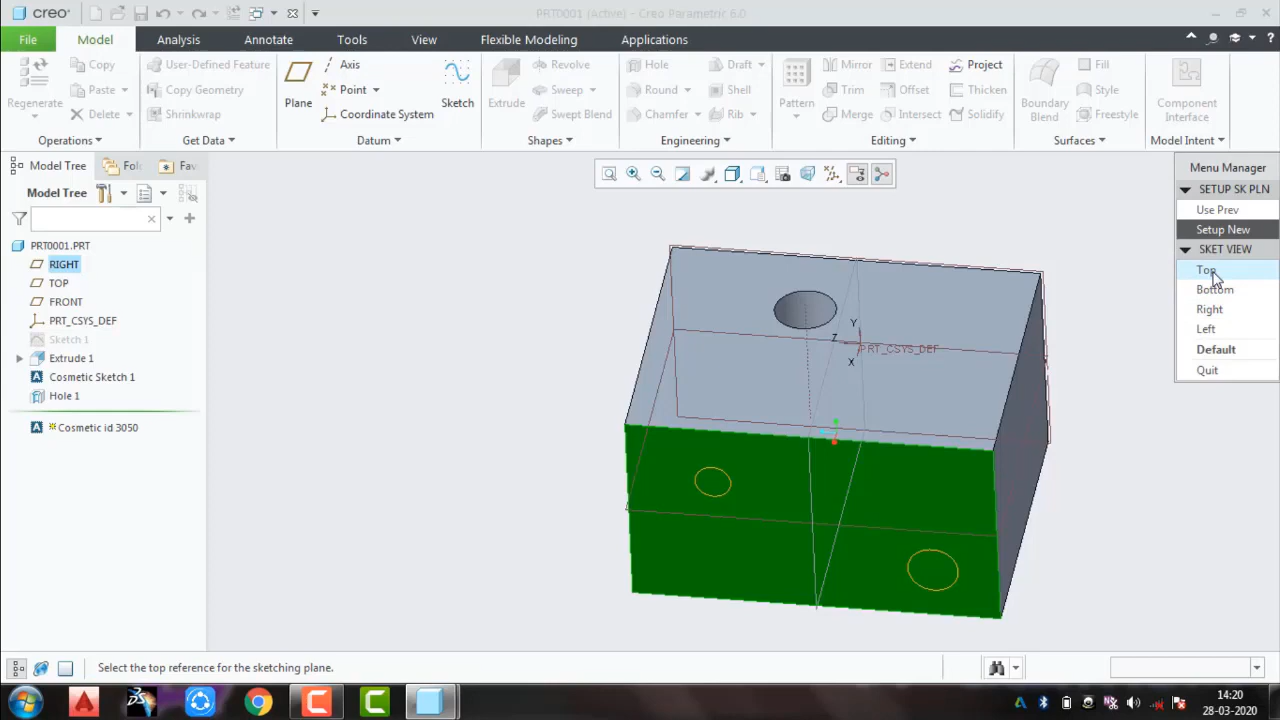 creo°
PRT0001 (Active) - Creo Parametric 6.0
File Model Analysis Annotate Tools View Flexible Modeling Applications
Regenerate
Copy
Paste
Delete
Operations
User-Defined Feature
Copy Geometry
Shrinkwrap
Get Data
Plane
Axis
Point
Coordinate System
Sketch
Datum
Extrude
Revolve
Sweep
Swept Blend
Shapes
Hole
Round
Chamfer
Draft
Shell
Rib
Engineering
Pattern
Mirror
Trim
Merge
Extend
Offset
Intersect
Project
Thicken
Solidify
Editing
Boundary Blend
Fill
Style
Freestyle
Surfaces
Component Interface
Model Intent
Model Tree Fol Fav
Model Tree
PRT0001.PRT
RIGHT
TOP
FRONT
PRT_CSYS_DEF
Sketch 1
Extrude 1
Cosmetic Sketch 1
Hole 1
Cosmetic id 3050
Y
Z
X
PRT_CSYS_DEF
Menu Manager
SETUP SK PLN
Use Prev
Setup New
SKET VIEW
Top
Bottom
Right
Left
Default
Quit
Select the top reference for the sketching plane.
14:20
28-03-2020